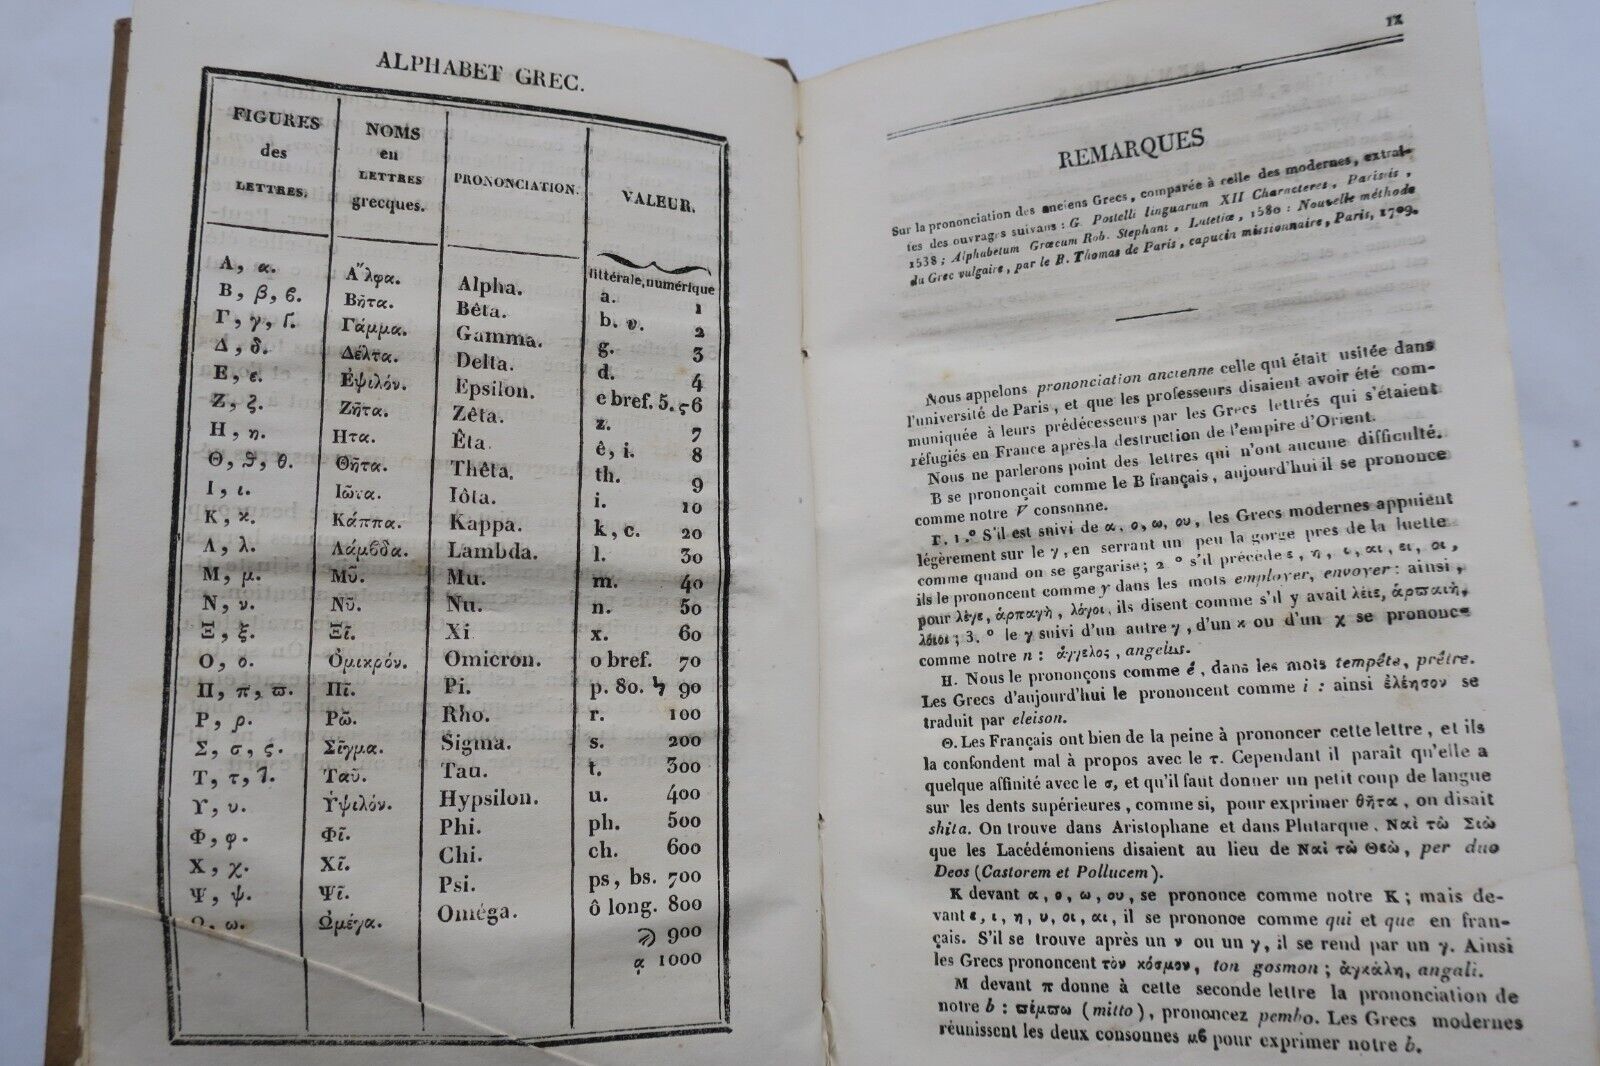 ALPHABET GREC.
FIGURES des LETTRES. | NOMS en LETTRES grecques. | PRONONCIATION. | VALEUR.
littérale, numérique
Α, α. Ἄλφα. Alpha. a. 1
Β, β, ϐ. Βῆτα. Bêta. b. v. 2
Γ, γ, Γ. Γάμμα. Gamma. g. 3
Δ, δ. Δέλτα. Delta. d. 4
Ε, ε. Ἐψιλόν. Epsilon. e bref. 5. ς 6
Ζ, ζ. Ζῆτα. Zêta. z. 7
Η, η. Ητα. Êta. ê, i. 8
Θ, ϑ, θ. Θῆτα. Thêta. th. 9
Ι, ι. Ἰῶτα. Iôta. i. 10
Κ, κ. Κάππα. Kappa. k, c. 20
Λ, λ. Λάμϐδα. Lambda. l. 30
Μ, μ. Μῦ. Mu. m. 40
Ν, ν. Νῦ. Nu. n. 50
Ξ, ξ. Ξῖ. Xi x. 60
Ο, ο. Ὀμικρόν. Omicron. o bref. 70
Π, π, ϖ. Πῖ. Pi. p. 80. ϟ 90
Ρ, ρ. Ρῶ. Rho. r. 100
Σ, σ, ς. Σῖγμα. Sigma. s. 200
Τ, τ, 7. Ταῦ. Tau. t. 300
Υ, υ. Ὑψιλόν. Hypsilon. u. 400
Φ, φ. Φῖ. Phi. ph. 500
Χ, χ. Χῖ. Chi. ch. 600
Ψ, ψ. Ψῖ. Psi. ps, bs. 700
Ω, ω. Ωμέγα. Oméga. ô long. 800
ϡ 900
͵α 1000
IX
REMARQUES
Sur la prononciation des anciens Grecs, comparée à celle des modernes, extrai-
tes des ouvrages suivans : G. Postelli linguarum XII Characteres, Parisiis,
1538 ; Alphabetum Græcum Rob. Stephani, Lutetiæ, 1580 : Nouvelle méthode
du Grec vulgaire, par le B. Thomas de Paris, capucin missionnaire, Paris, 1709.
Nous appelons prononciation ancienne celle qui était usitée dans
l'université de Paris, et que les professeurs disaient avoir été com-
muniquée à leurs prédécesseurs par les Grecs lettrés qui s'étaient
réfugiés en France après la destruction de l'empire d'Orient.
Nous ne parlerons point des lettres qui n'ont aucune difficulté.
B se prononçait comme le B français, aujourd'hui il se prononce
comme notre V consonne.
Γ. 1.° S'il est suivi de α, ο, ω, ου, les Grecs modernes appuient
légèrement sur le γ, en serrant un peu la gorge près de la luette
comme quand on se gargarise ; 2° s'il précède ε, η, ι, αι, ει, οι,
ils le prononcent comme y dans les mots employer, envoyer : ainsi,
pour λέγε, ἁρπαγὴ, λόγοι, ils disent comme s'il y avait λέιε, ἁρϖαιὴ,
λόιοι ; 3.° le γ suivi d'un autre γ, d'un κ ou d'un χ se prononce
comme notre n : ἄγγελος, angelus.
H. Nous le prononçons comme é, dans les mots tempête, prêtre.
Les Grecs d'aujourd'hui le prononcent comme i : ainsi ἐλέησον se
traduit par eleison.
Θ. Les Français ont bien de la peine à prononcer cette lettre, et ils
la confondent mal à propos avec le τ. Cependant il paraît qu'elle a
quelque affinité avec le σ, et qu'il faut donner un petit coup de langue
sur les dents supérieures, comme si, pour exprimer θῆτα, on disait
shita. On trouve dans Aristophane et dans Plutarque, Ναὶ τὼ Σιὼ
que les Lacédémoniens disaient au lieu de Ναὶ τὼ Θεὼ, per duo
Deos (Castorem et Pollucem).
K devant α, ο, ω, ου, se prononce comme notre K ; mais de-
vant ε, ι, η, υ, οι, αι, il se prononce comme qui et que en fran-
çais. S'il se trouve après un ν ou un γ, il se rend par un γ. Ainsi
les Grecs prononcent τὸν κόσμον, ton gosmon ; ἀγκάλη, angali.
M devant π donne à cette seconde lettre la prononciation de
notre b : ϖέμϖω (mitto), prononcez pembo. Les Grecs modernes
réunissent les deux consonnes μϐ pour exprimer notre b.